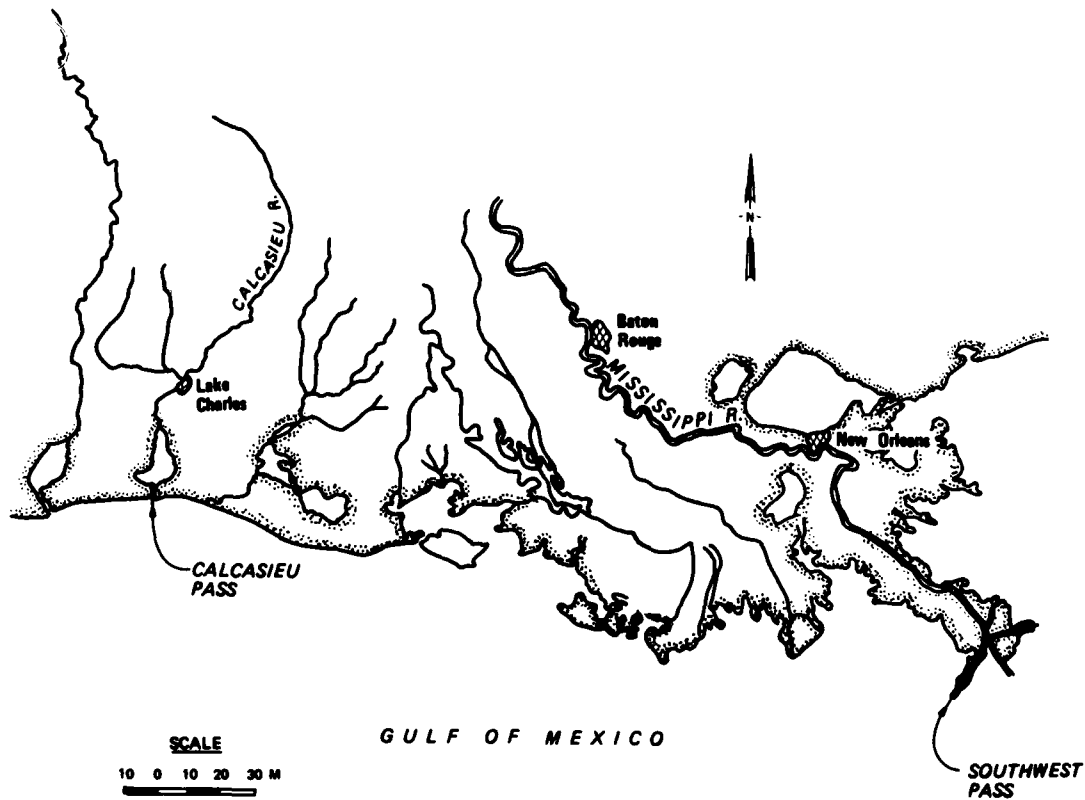 CALCASIEU R.
N
Baton
Rouge
MISSISSIPPI R.
Lake
Charles
New Orleans
CALCASIEU
PASS
GULF OF MEXICO
SCALE
10 0 10 20 30 M
SOUTHWEST
PASS